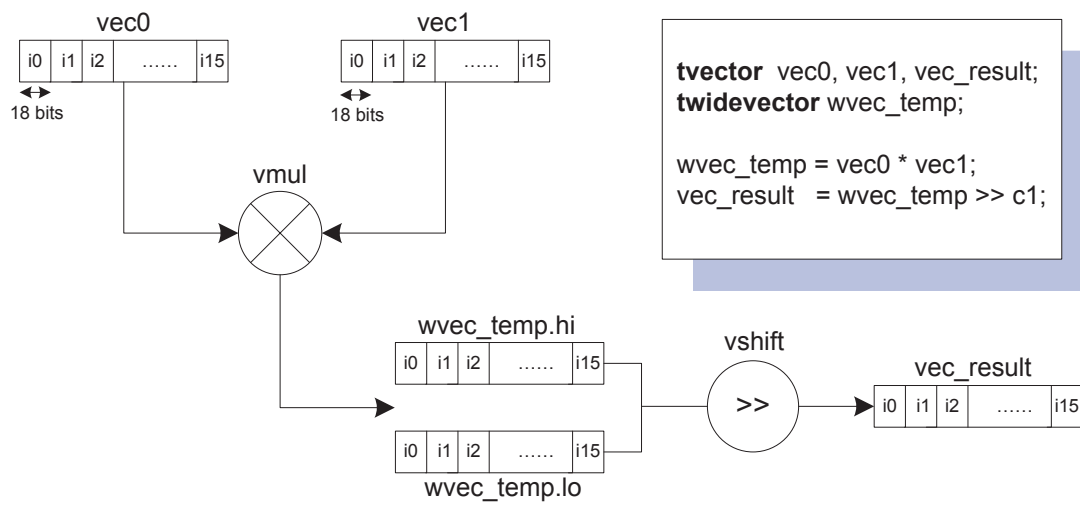 vec0
i0 i1 i2 ...... i15
18 bits
vec1
i0 i1 i2 ...... i15
18 bits
vmul
tvector vec0, vec1, vec_result;
twidevector wvec_temp;
wvec_temp = vec0 * vec1;
vec_result = wvec_temp >> c1;
wvec_temp.hi
i0 i1 i2 ...... i15
i0 i1 i2 ...... i15
wvec_temp.lo
vshift
>>
vec_result
i0 i1 i2 ...... i15